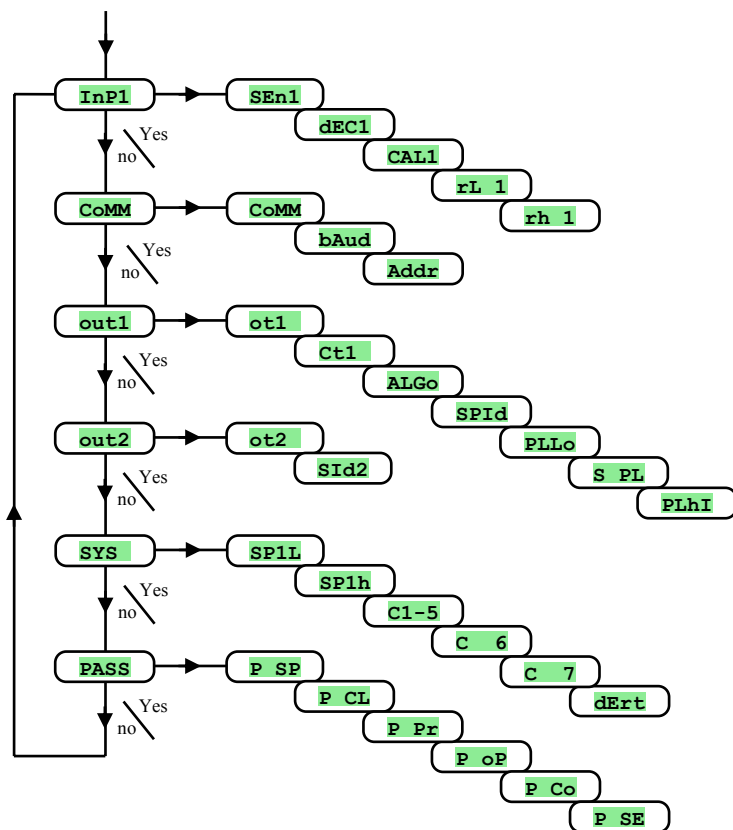 InP1 SEn1
dEC1
Yes
no
CAL1
rL 1
rh 1
CoMM CoMM
bAud
Yes
no
Addr
out1 ot1
Ct1
Yes
no
ALGo
SPId
PLLo
out2 ot2
SId2
S PL
Yes
no
PLhI
SYS SP1L
SP1h
Yes
no
C1-5
C 6
C 7
PASS P SP
P CL
dErt
Yes
no
P Pr
P oP
P Co
P SE